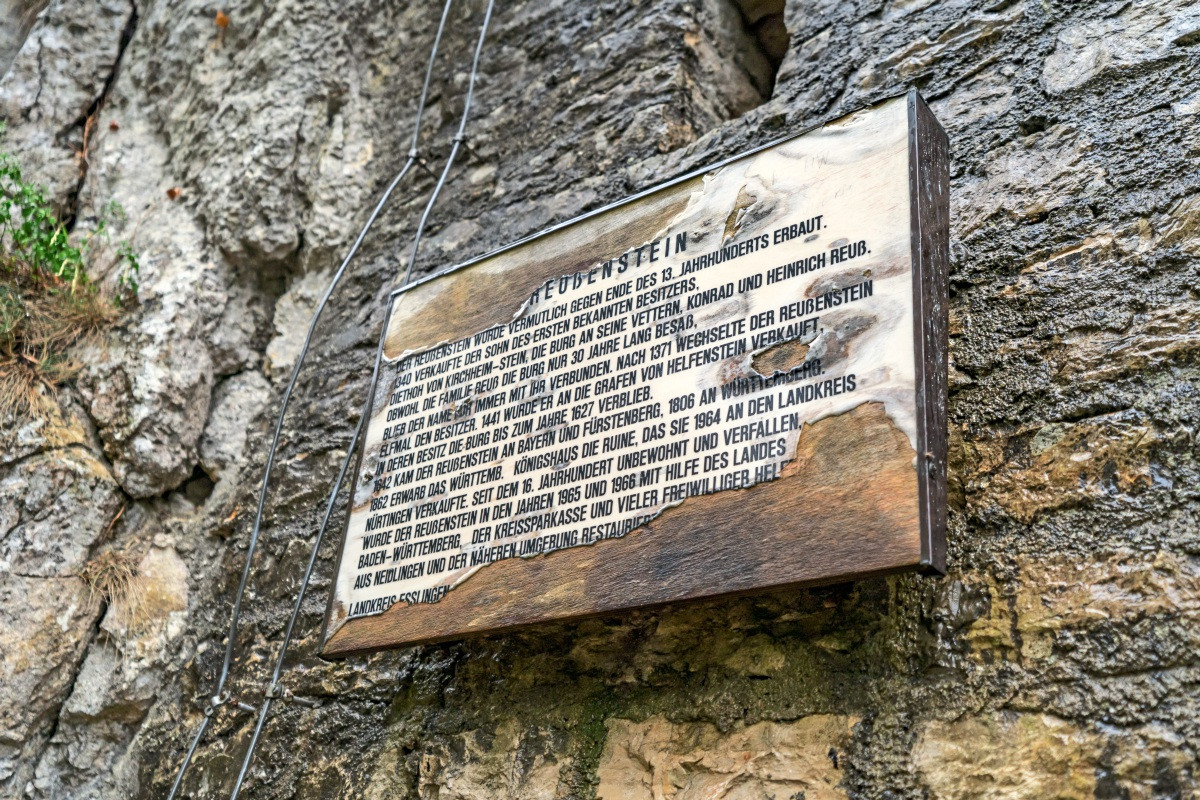 REUßENSTEIN
DER REUßENSTEIN WURDE VERMUTLICH GEGEN ENDE DES 13. JAHRHUNDERTS ERBAUT.
1340 VERKAUFTE DER SOHN DES ERSTEN BEKANNTEN BESITZERS,
DIETHOH VON KIRCHHEIM-STEIN, DIE BURG AN SEINE VETTERN, KONRAD UND HEINRICH REUß.
OBWOHL DIE FAMILIE REUß DIE BURG NUR 30 JAHRE LANG BESAß,
BLIEB DER NAME FÜR IMMER MIT IHR VERBUNDEN. NACH 1371 WECHSELTE DER REUßENSTEIN
ELFMAL DEN BESITZER. 1441 WURDE ER AN DIE GRAFEN VON HELFENSTEIN VERKAUFT,
IN DEREN BESITZ DIE BURG BIS ZUM JAHRE 1627 VERBLIEB.
1642 KAM DER REUßENSTEIN AN BAYERN UND FÜRSTENBERG, 1806 AN WÜRTTEMBERG.
1862 ERWARB DAS WÜRTTEMB. KÖNIGSHAUS DIE RUINE, DAS SIE 1964 AN DEN LANDKREIS
NÜRTINGEN VERKAUFTE. SEIT DEM 16. JAHRHUNDERT UNBEWOHNT UND VERFALLEN,
WURDE DER REUßENSTEIN IN DEN JAHREN 1965 UND 1966 MIT HILFE DES LANDES
BADEN-WÜRTTEMBERG, DER KREISSPARKASSE UND VIELER FREIWILLIGER HELF
AUS NEIDLINGEN UND DER NÄHEREN UMGEBUNG RESTAURIER
LANDKREIS ESSLINGEN